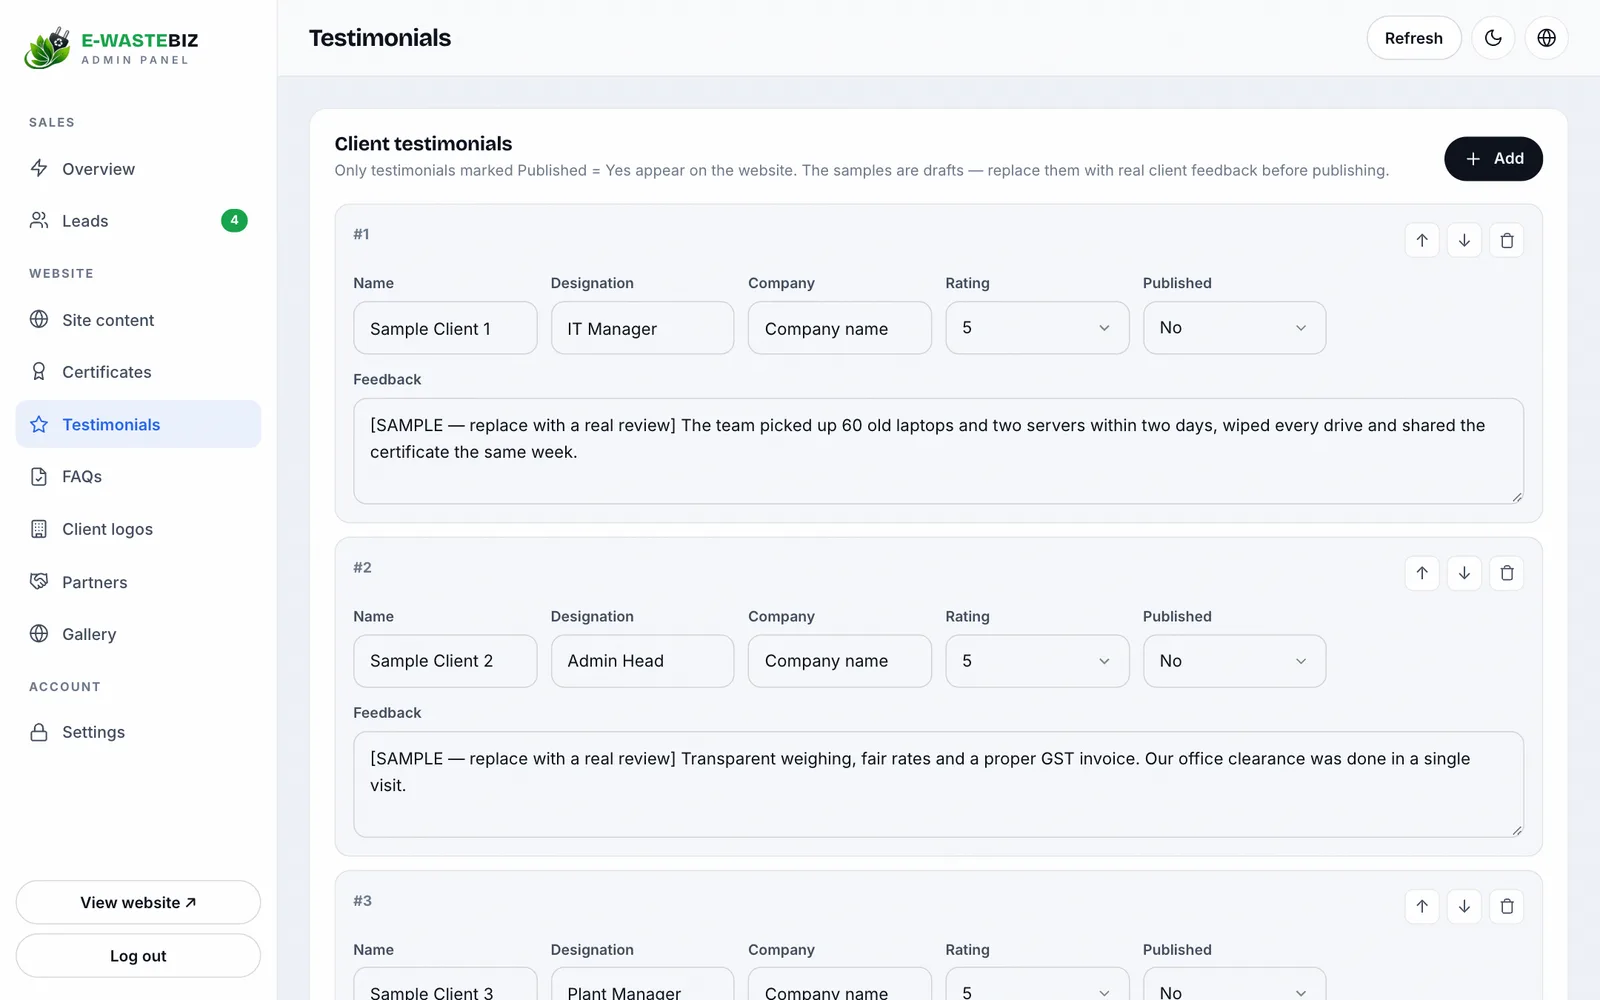 E-WASTEBIZ
ADMIN PANEL
SALES
Overview
Leads
4
WEBSITE
Site content
Certificates
Testimonials
FAQs
Client logos
Partners
Gallery
ACCOUNT
Settings
View website ↗
Log out
Testimonials
Refresh
Client testimonials
Only testimonials marked Published = Yes appear on the website. The samples are drafts — replace them with real client feedback before publishing.
+ Add
#1
Name Designation Company Rating Published
Sample Client 1 IT Manager Company name 5 No
Feedback
[SAMPLE — replace with a real review] The team picked up 60 old laptops and two servers within two days, wiped every drive and shared the
certificate the same week.
#2
Name Designation Company Rating Published
Sample Client 2 Admin Head Company name 5 No
Feedback
[SAMPLE — replace with a real review] Transparent weighing, fair rates and a proper GST invoice. Our office clearance was done in a single
visit.
#3
Name Designation Company Rating Published
Sample Client 3 Plant Manager Company name 5 No